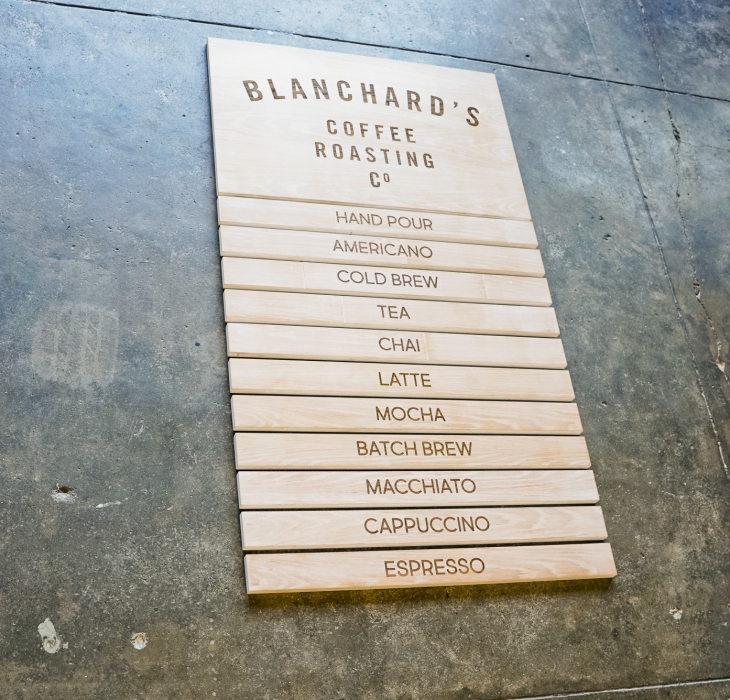 BLANCHARD'S
COFFEE
ROASTING
Cº
HAND POUR
AMERICANO
COLD BREW
TEA
CHAI
LATTE
MOCHA
BATCH BREW
MACCHIATO
CAPPUCCINO
ESPRESSO